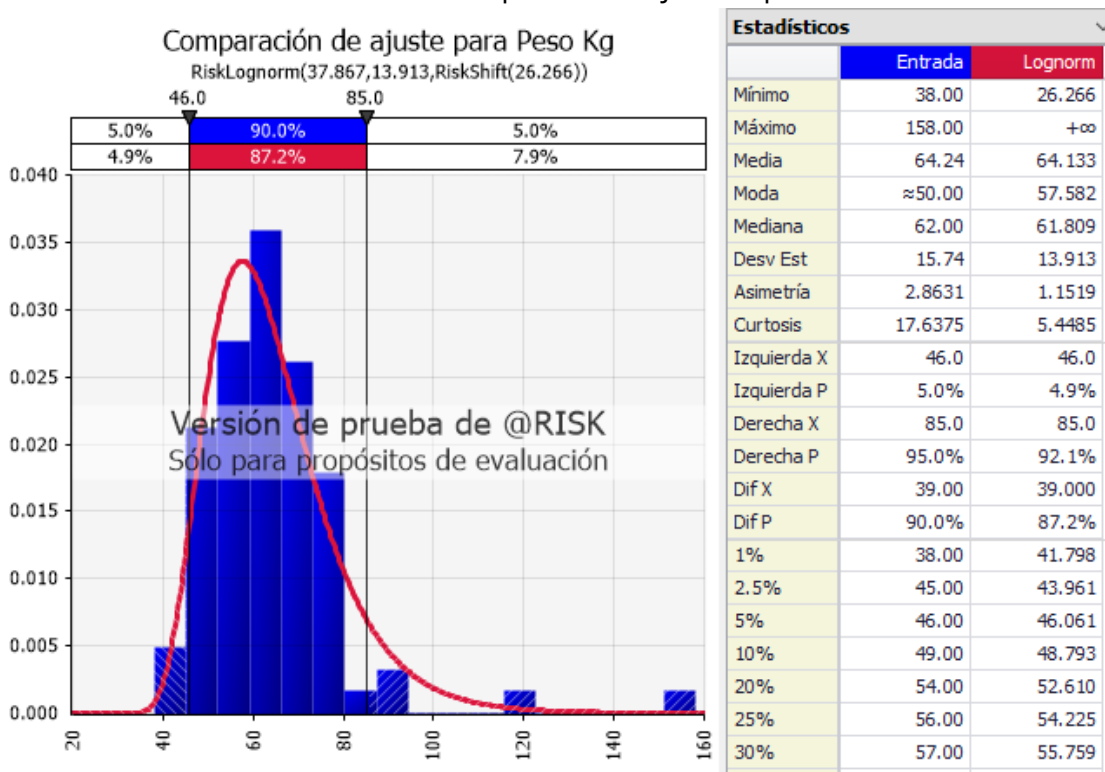 Comparación de ajuste para Peso Kg
RiskLognorm(37.867,13.913,RiskShift(26.266))
46.0 85.0
5.0% 90.0% 5.0%
4.9% 87.2% 7.9%
0.040
0.035
0.030
0.025
0.020
0.015
0.010
0.005
0.000
Versión de prueba de @RISK
Sólo para propósitos de evaluación
20 40 60 80 100 120 140 160
Estadísticos
Entrada Lognorm
Mínimo 38.00 26.266
Máximo 158.00 +∞
Media 64.24 64.133
Moda ≈50.00 57.582
Mediana 62.00 61.809
Desv Est 15.74 13.913
Asimetría 2.8631 1.1519
Curtosis 17.6375 5.4485
Izquierda X 46.0 46.0
Izquierda P 5.0% 4.9%
Derecha X 85.0 85.0
Derecha P 95.0% 92.1%
Dif X 39.00 39.000
Dif P 90.0% 87.2%
1% 38.00 41.798
2.5% 45.00 43.961
5% 46.00 46.061
10% 49.00 48.793
20% 54.00 52.610
25% 56.00 54.225
30% 57.00 55.759